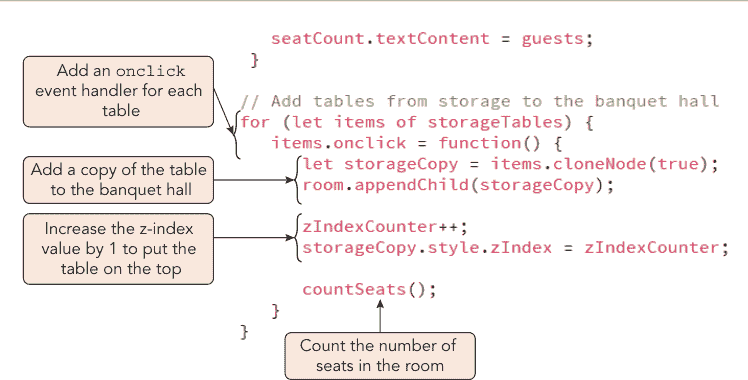 seatCount.textContent = guests;
}
Add an onclick
event handler for each
table
// Add tables from storage to the banquet hall
for (let items of storageTables) {
items.onclick = function() {
Add a copy of the table
to the banquet hall
let storageCopy = items.cloneNode(true);
room.appendChild(storageCopy);
Increase the z-index
value by 1 to put the
table on the top
zIndexCounter++;
storageCopy.style.zIndex = zIndexCounter;
countSeats();
}
}
Count the number of
seats in the room